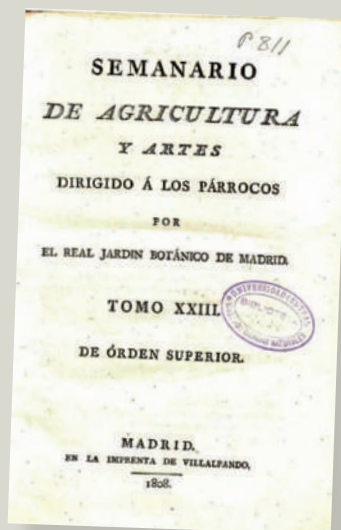 P 811
SEMANARIO
DE AGRICULTURA
Y ARTES
DIRIGIDO Á LOS PÁRROCOS
POR
EL REAL JARDIN BOTÁNICO DE MADRID.
TOMO XXIII.
DE ÓRDEN SUPERIOR.
MADRID.
EN LA IMPRENTA DE VILLALPANDO,
1808.